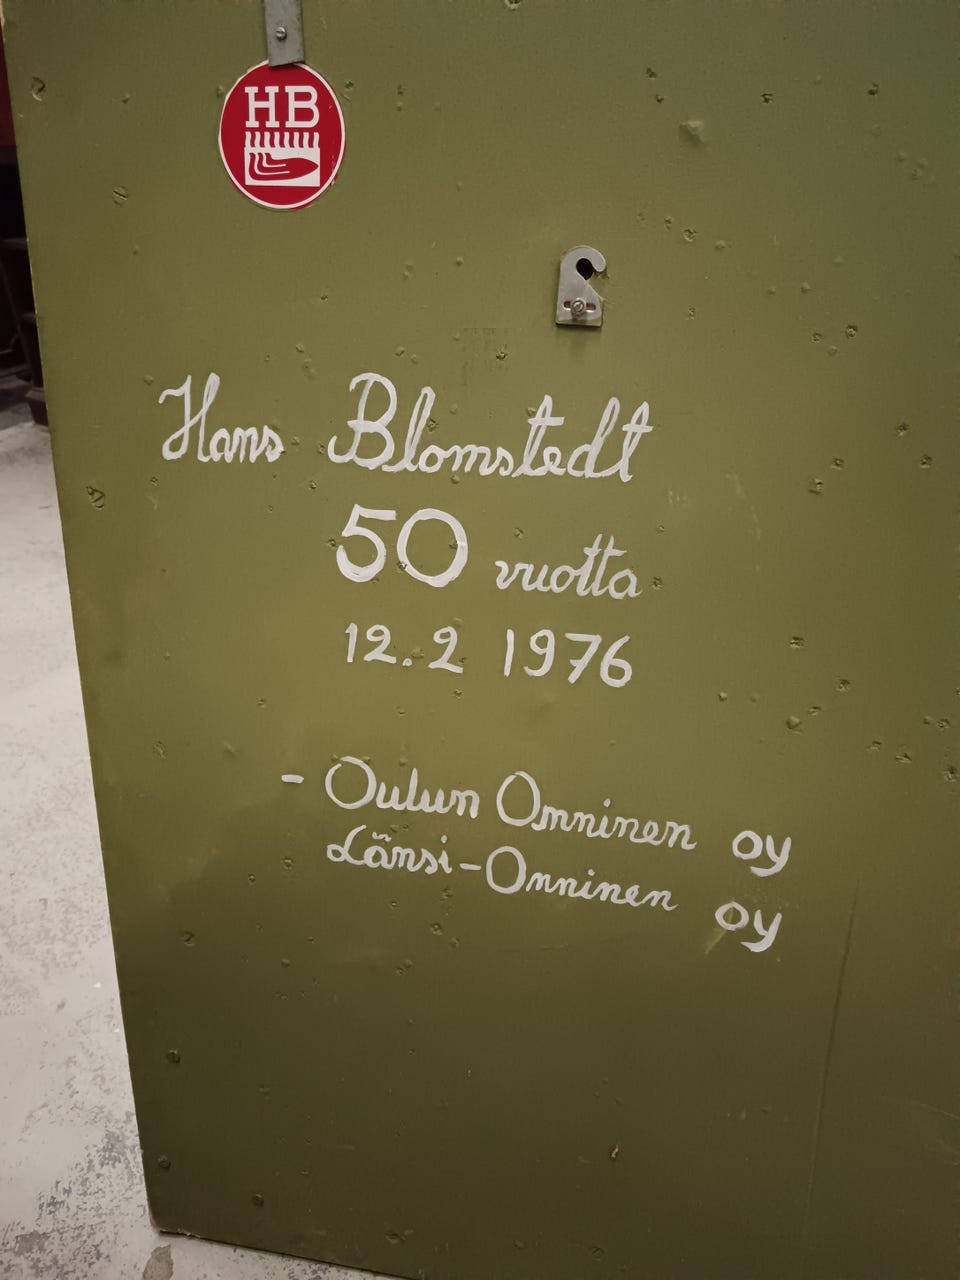 HB
Hans Blomstedt
50 vuotta
12.2 1976
- Oulun Onninen oy
Länsi-Onninen oy